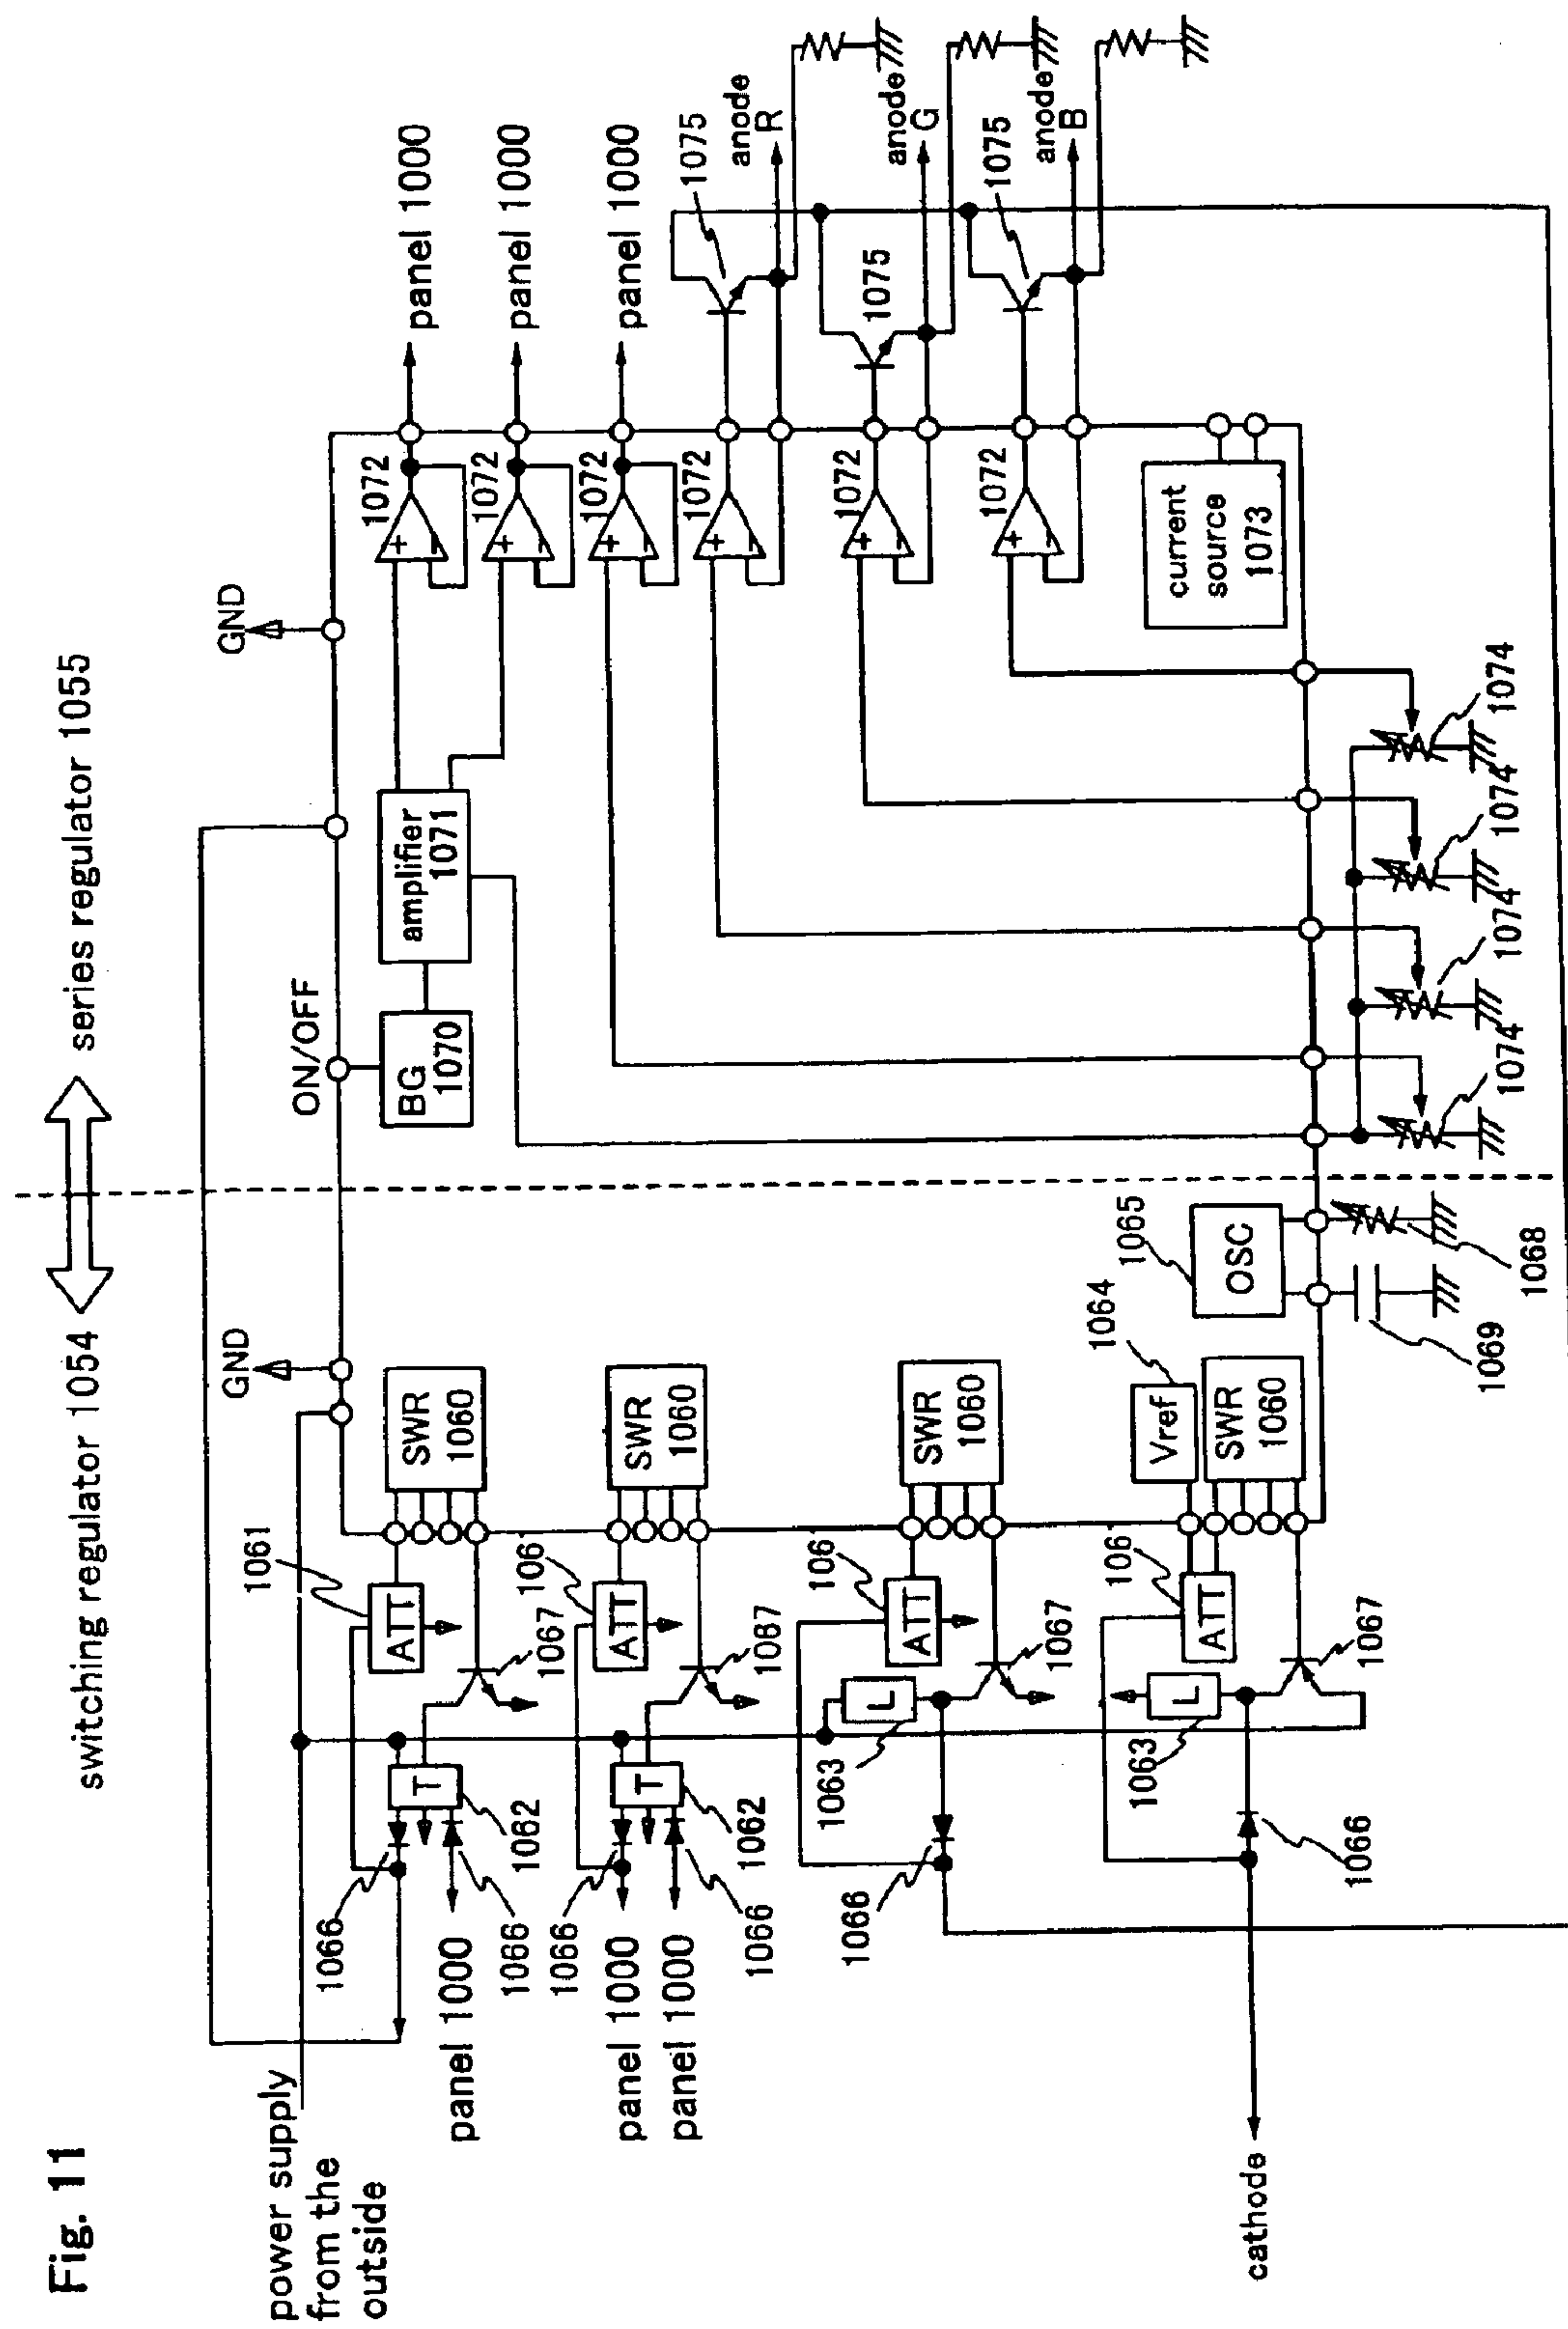 Fig. 11
switching regulator 1054
series regulator 1055
power supply
from the
outside
GND
ON/OFF
GND
1061
ATT
SWR
1060
1067
T
1062
1066
1066
panel 1000
106
ATT
SWR
1060
1087
T
1062
1066
1066
panel 1000
panel 1000
106
ATT
SWR
1060
1067
L
1063
1066
1064
Vref
106
ATT
SWR
1060
1067
L
1063
1066
cathode
1065
OSC
1069
1068
BG
1070
amplifier
1071
1072
+
−
panel 1000
1072
+
−
panel 1000
1072
+
−
panel 1000
1072
+
−
1075
anode
R
1072
+
−
1075
anode
G
1072
+
−
1075
anode
B
current
source
1073
1074
1074
1074
1074